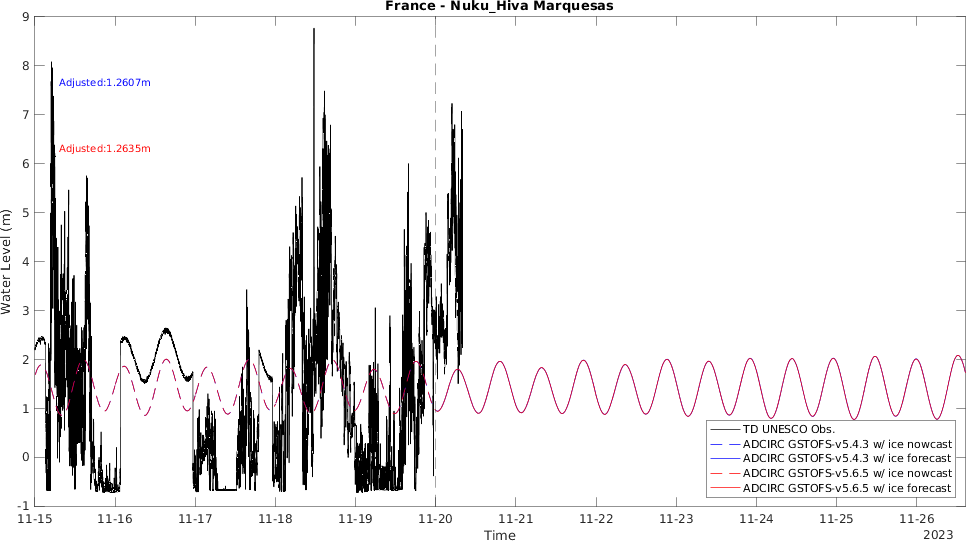 France - Nuku_Hiva Marquesas
9
8
7
6
5
4
3
2
1
0
-1
Water Level (m)
Adjusted:1.2607m
Adjusted:1.2635m
TD UNESCO Obs.
ADCIRC GSTOFS-v5.4.3 w/ ice nowcast
ADCIRC GSTOFS-v5.4.3 w/ ice forecast
ADCIRC GSTOFS-v5.6.5 w/ ice nowcast
ADCIRC GSTOFS-v5.6.5 w/ ice forecast
11-15 11-16 11-17 11-18 11-19 11-20 11-21 11-22 11-23 11-24 11-25 11-26
Time
2023